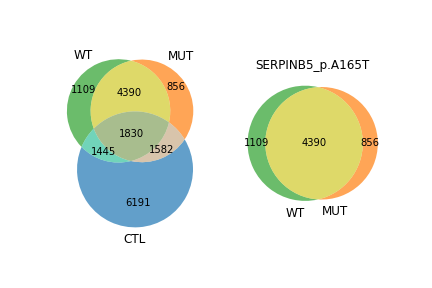 WT
MUT
1109
4390
856
1830
1445
1582
6191
CTL
SERPINB5_p.A165T
1109
4390
856
WT
MUT